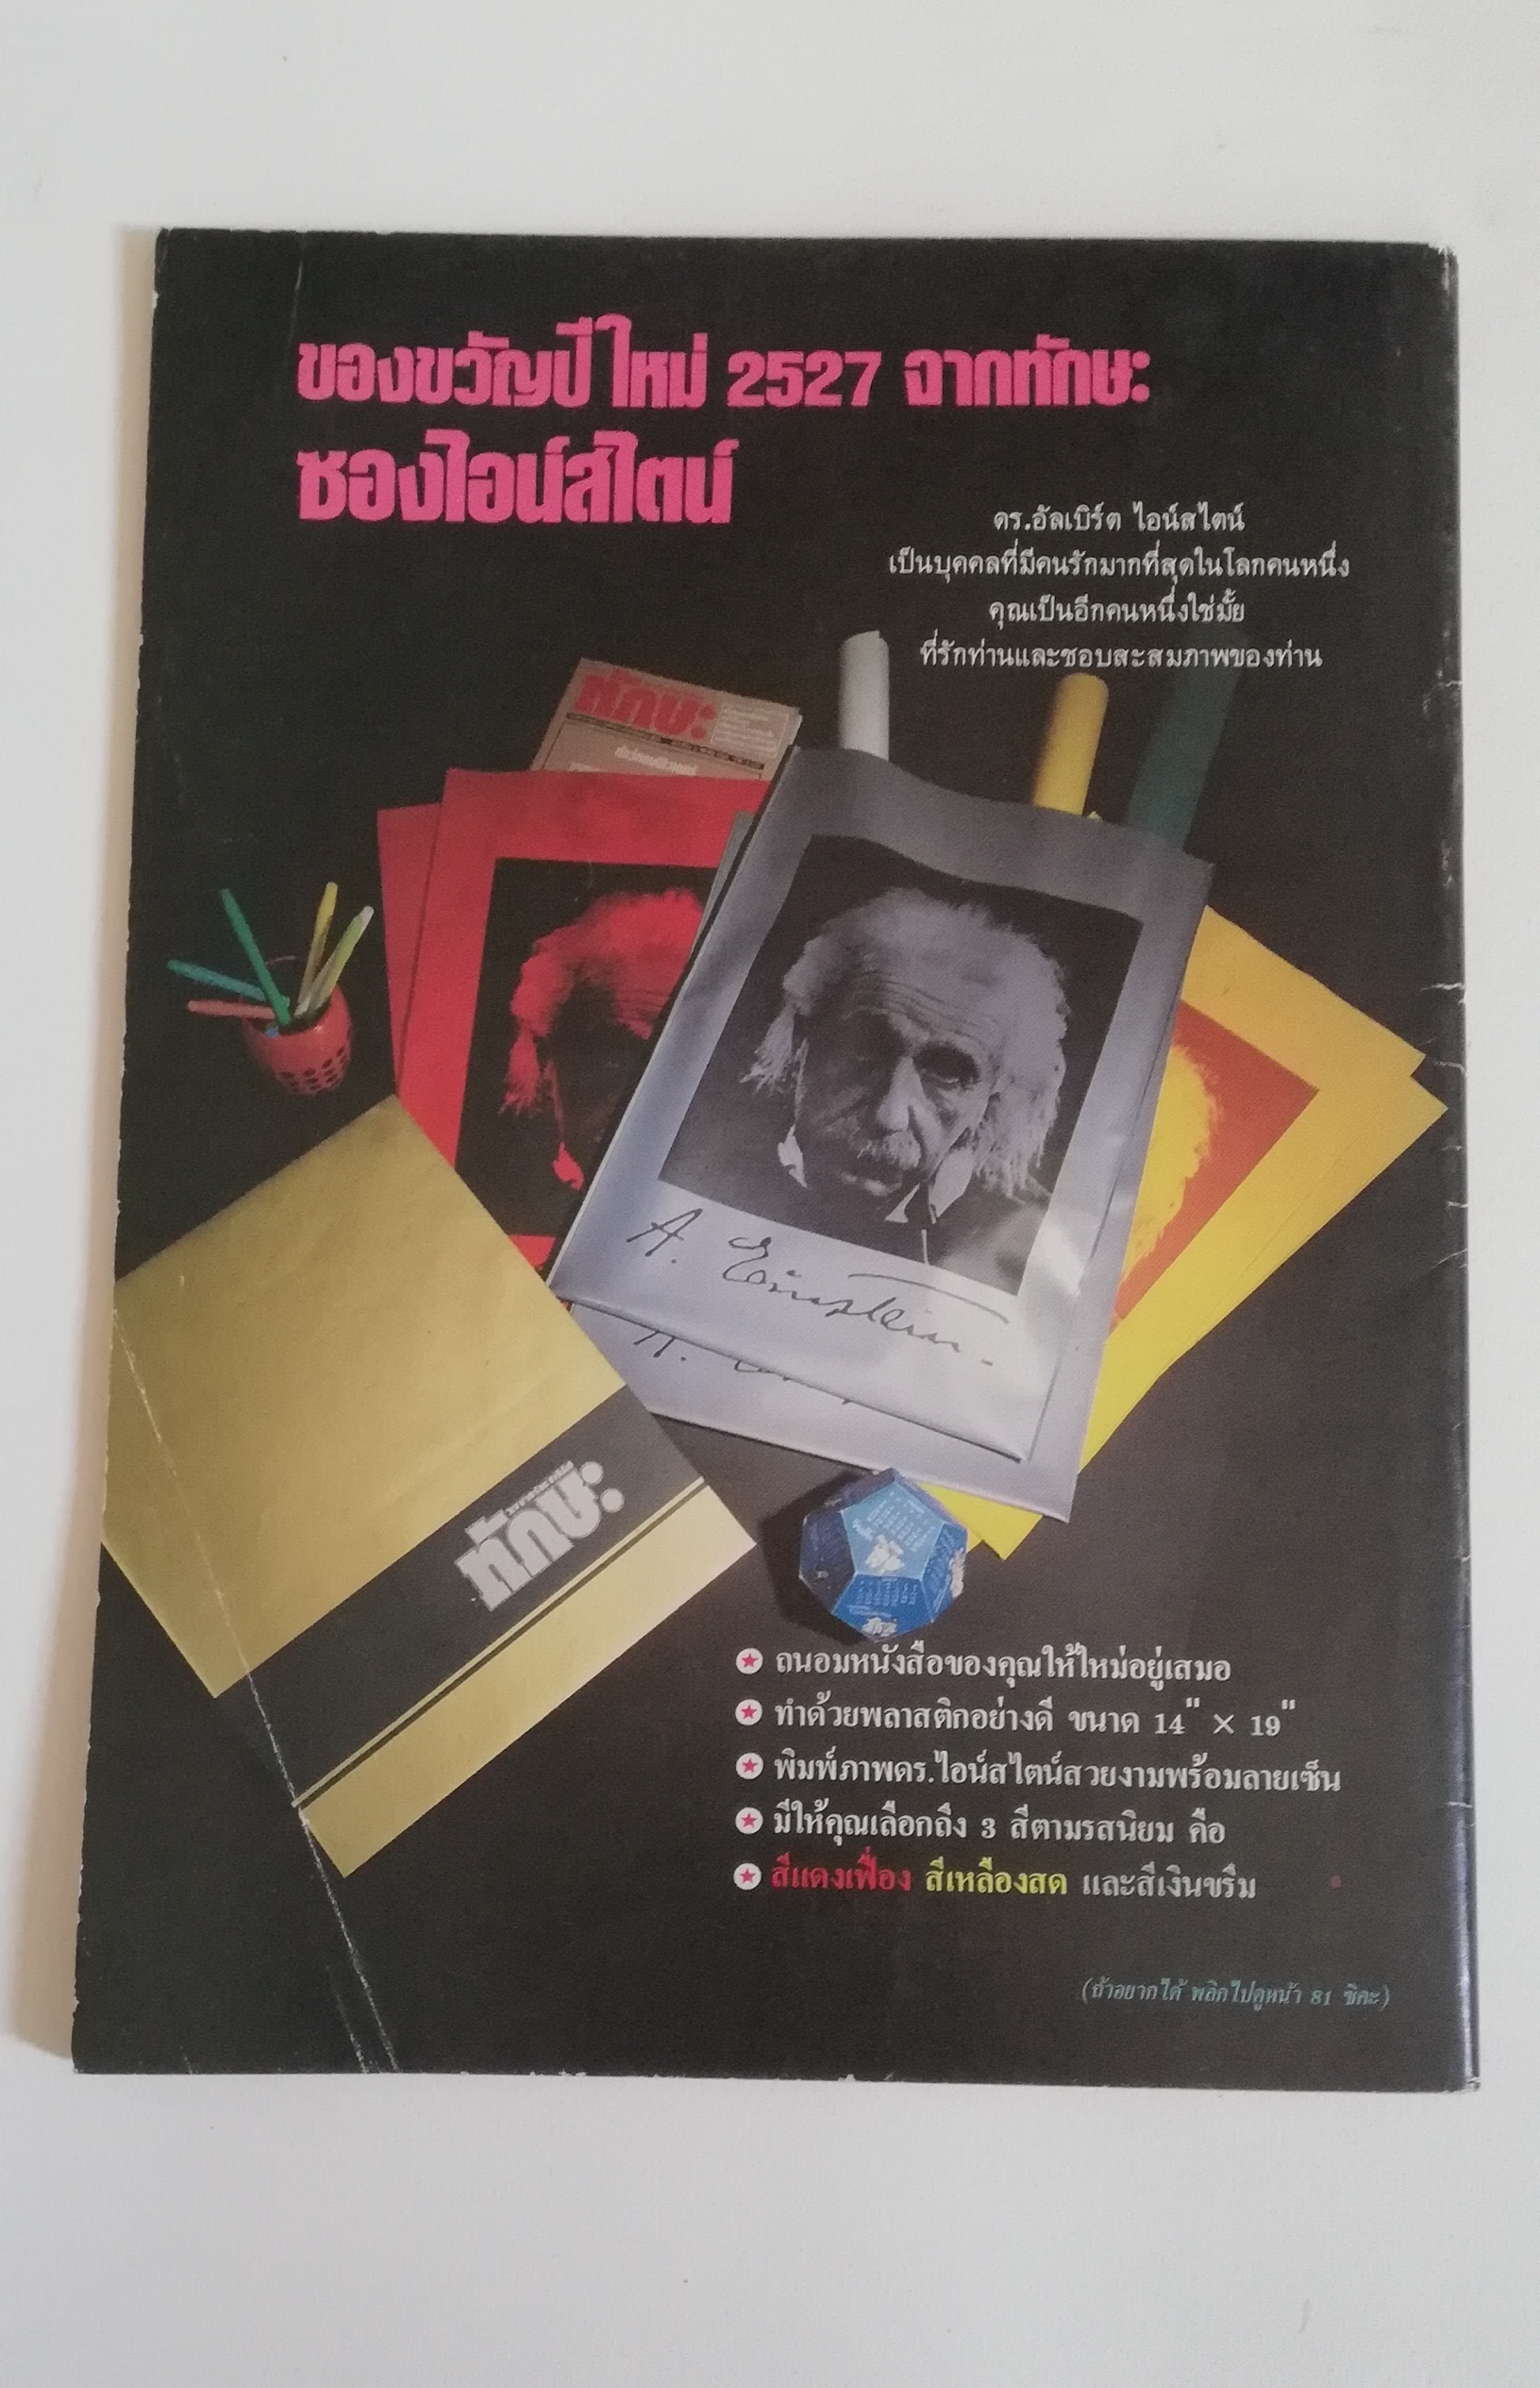 ของขวัญปีใหม่ 2527 จากทักษะ
ซองไอน์สไตน์
ดร.อัลเบิร์ต ไอน์สไตน์
เป็นบุคคลที่มีคนรักมากที่สุดในโลกคนหนึ่ง
คุณเป็นอีกคนหนึ่งใช่มั้ย
ที่รักท่านและชอบสะสมภาพของท่าน
ทักษะ
A. Einstein
A.
ทักษะ
ถนอมหนังสือของคุณให้ใหม่อยู่เสมอ
ทำด้วยพลาสติกอย่างดี ขนาด 14" × 19"
พิมพ์ภาพดร.ไอน์สไตน์สวยงามพร้อมลายเซ็น
มีให้คุณเลือกถึง 3 สีตามรสนิยม คือ
สีแดงเฟื่อง สีเหลืองสด และสีเงินขรึม
(ถ้าอยากได้ พลิกไปดูหน้า 81 ซิคะ)